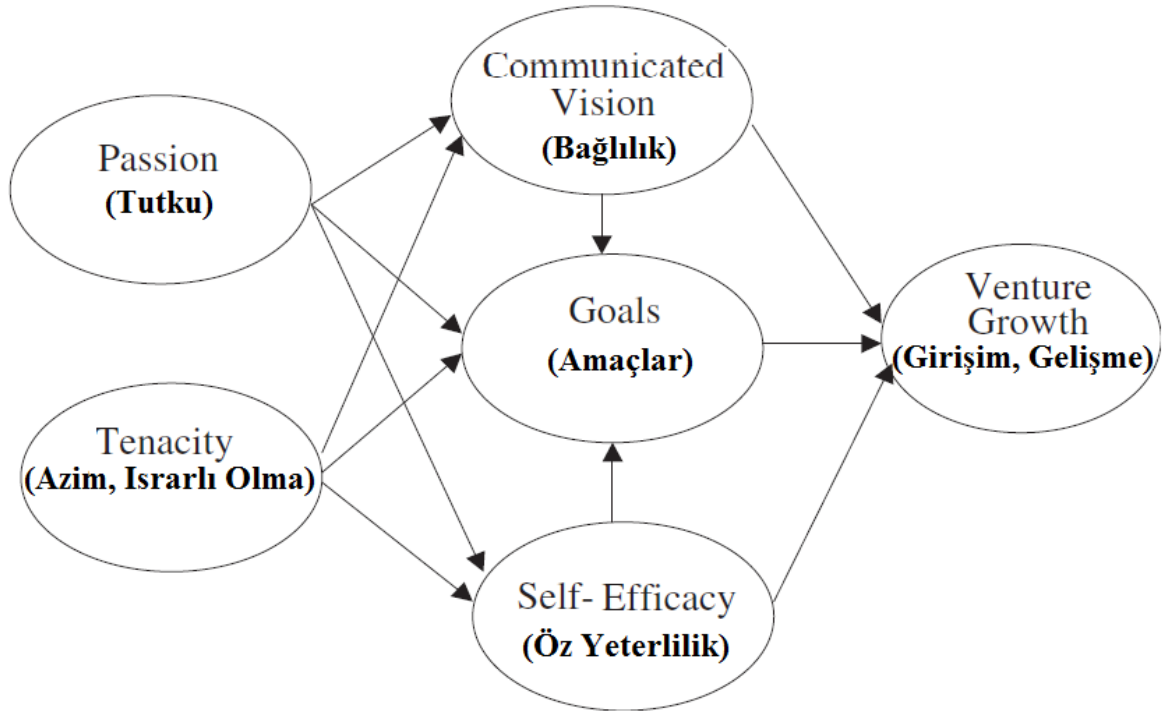 Passion
(Tutku)
Tenacity
(Azim, Israrlı Olma)
Communicated
Vision
(Bağlılık)
Goals
(Amaçlar)
Self- Efficacy
(Öz Yeterlilik)
Venture
Growth
(Girişim, Gelişme)